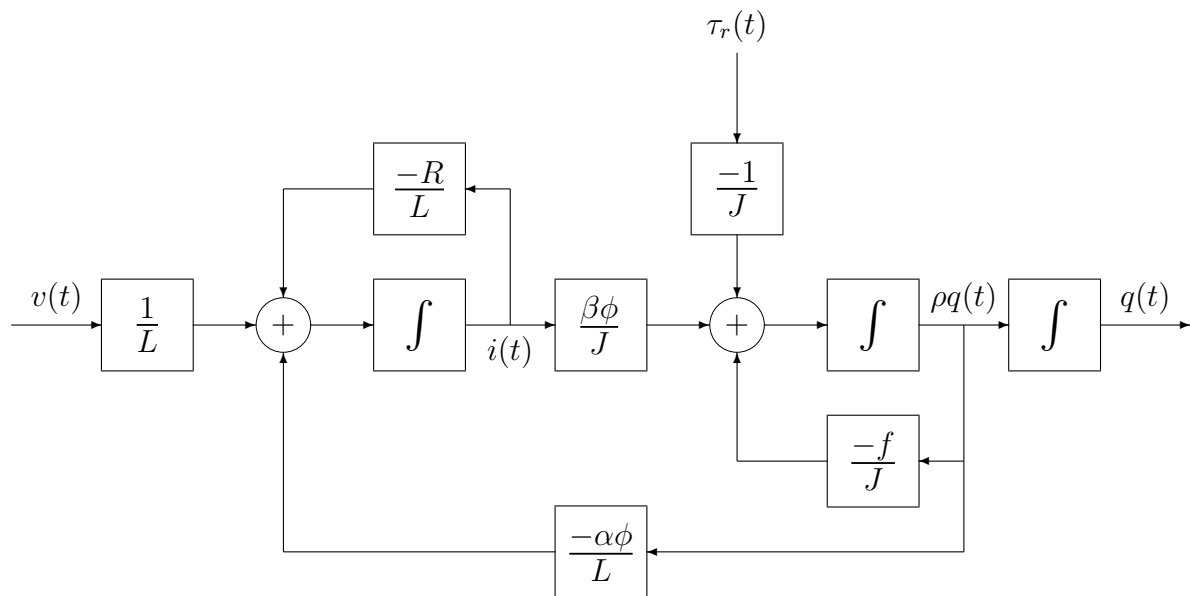 τ_r(t)
-R/L
-1/J
v(t)
1/L
+
∫
i(t)
βϕ/J
+
∫
ρq(t)
∫
q(t)
-f/J
-αϕ/L